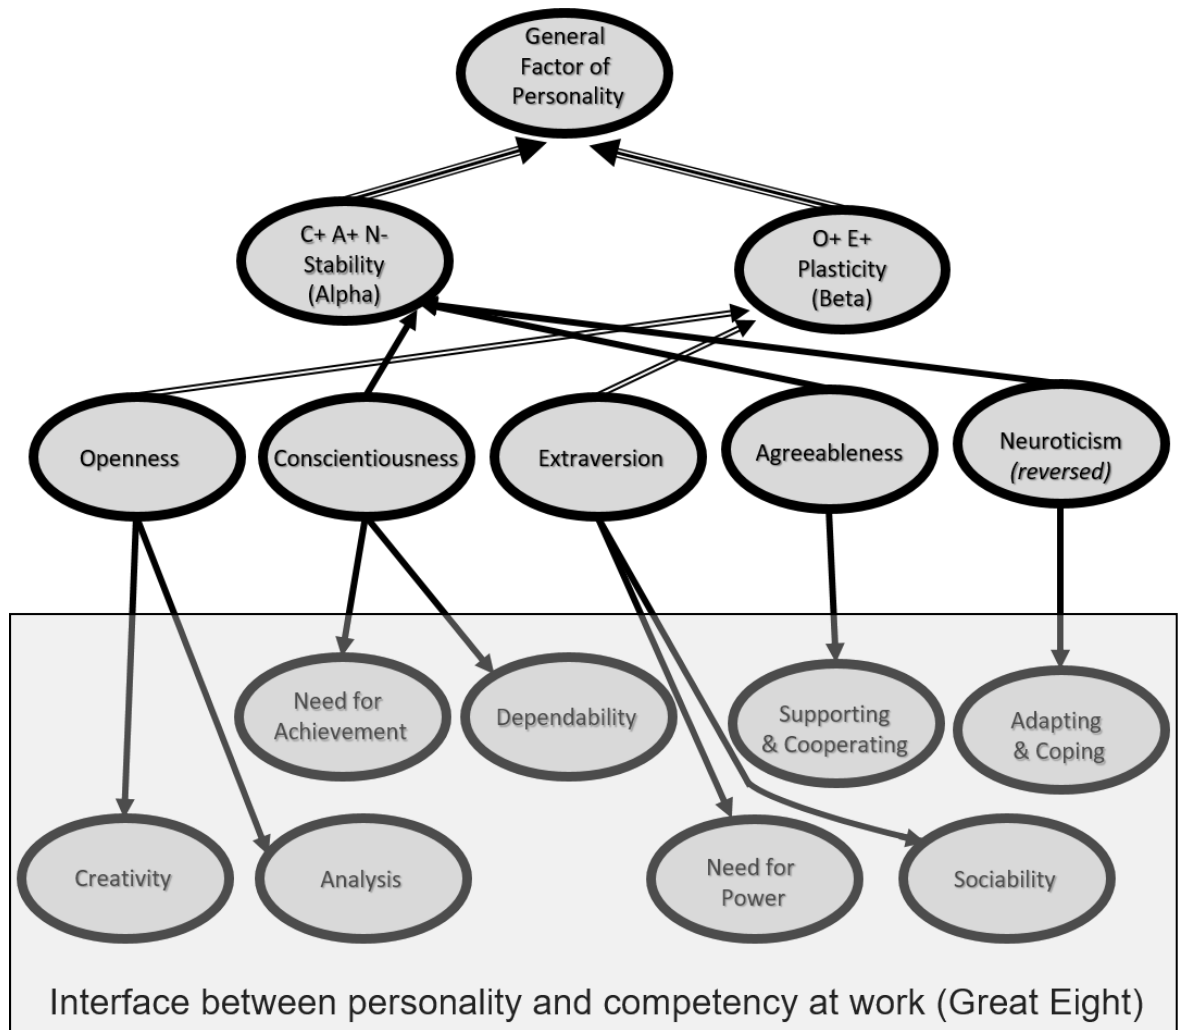 General
Factor of
Personality
C+ A+ N-
Stability
(Alpha)
O+ E+
Plasticity
(Beta)
Openness
Conscientiousness
Extraversion
Agreeableness
Neuroticism
(reversed)
Need for
Achievement
Dependability
Supporting
& Cooperating
Adapting
& Coping
Creativity
Analysis
Need for
Power
Sociability
Interface between personality and competency at work (Great Eight)